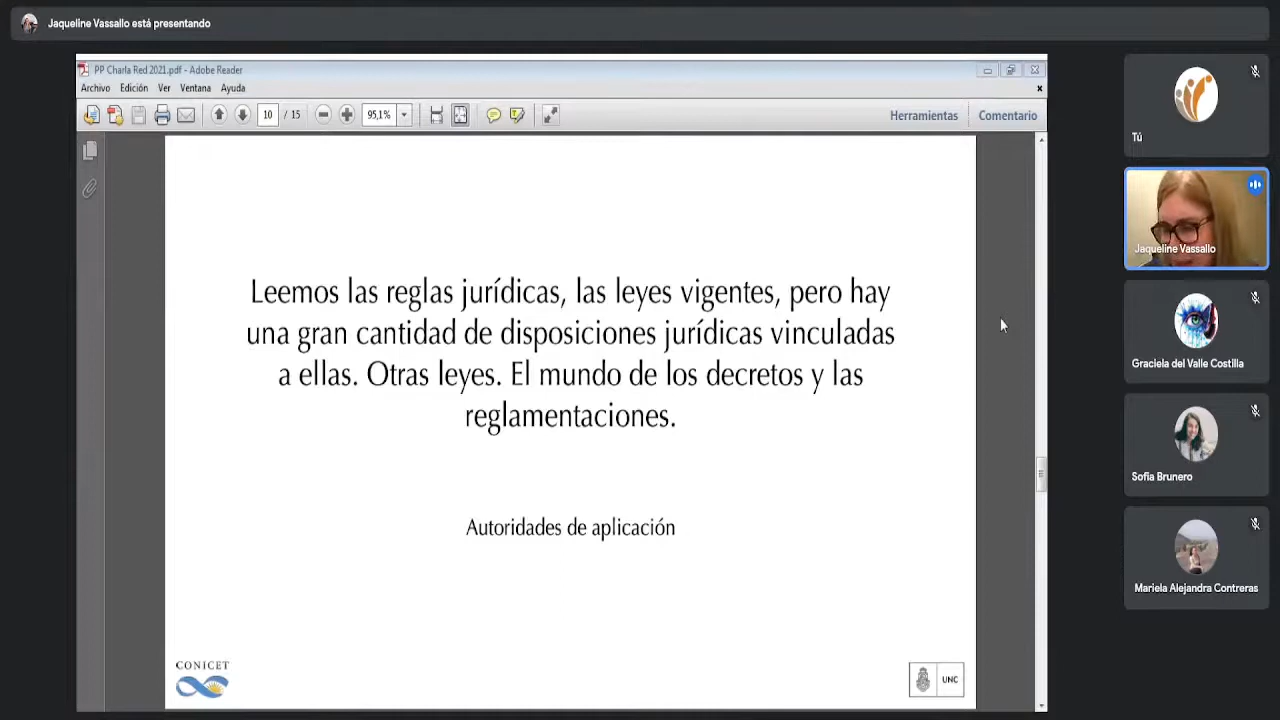 Jaqueline Vassallo está presentando
PP Charla Red 2021.pdf - Adobe Reader
Archivo Edición Ver Ventana Ayuda
10 / 15 95,1% Herramientas Comentario
Leemos las reglas jurídicas, las leyes vigentes, pero hay
una gran cantidad de disposiciones jurídicas vinculadas
a ellas. Otras leyes. El mundo de los decretos y las
reglamentaciones.
Autoridades de aplicación
CONICET
UNC
Tú
Jaqueline Vassallo
Graciela del Valle Costilla
Sofia Brunero
Mariela Alejandra Contreras